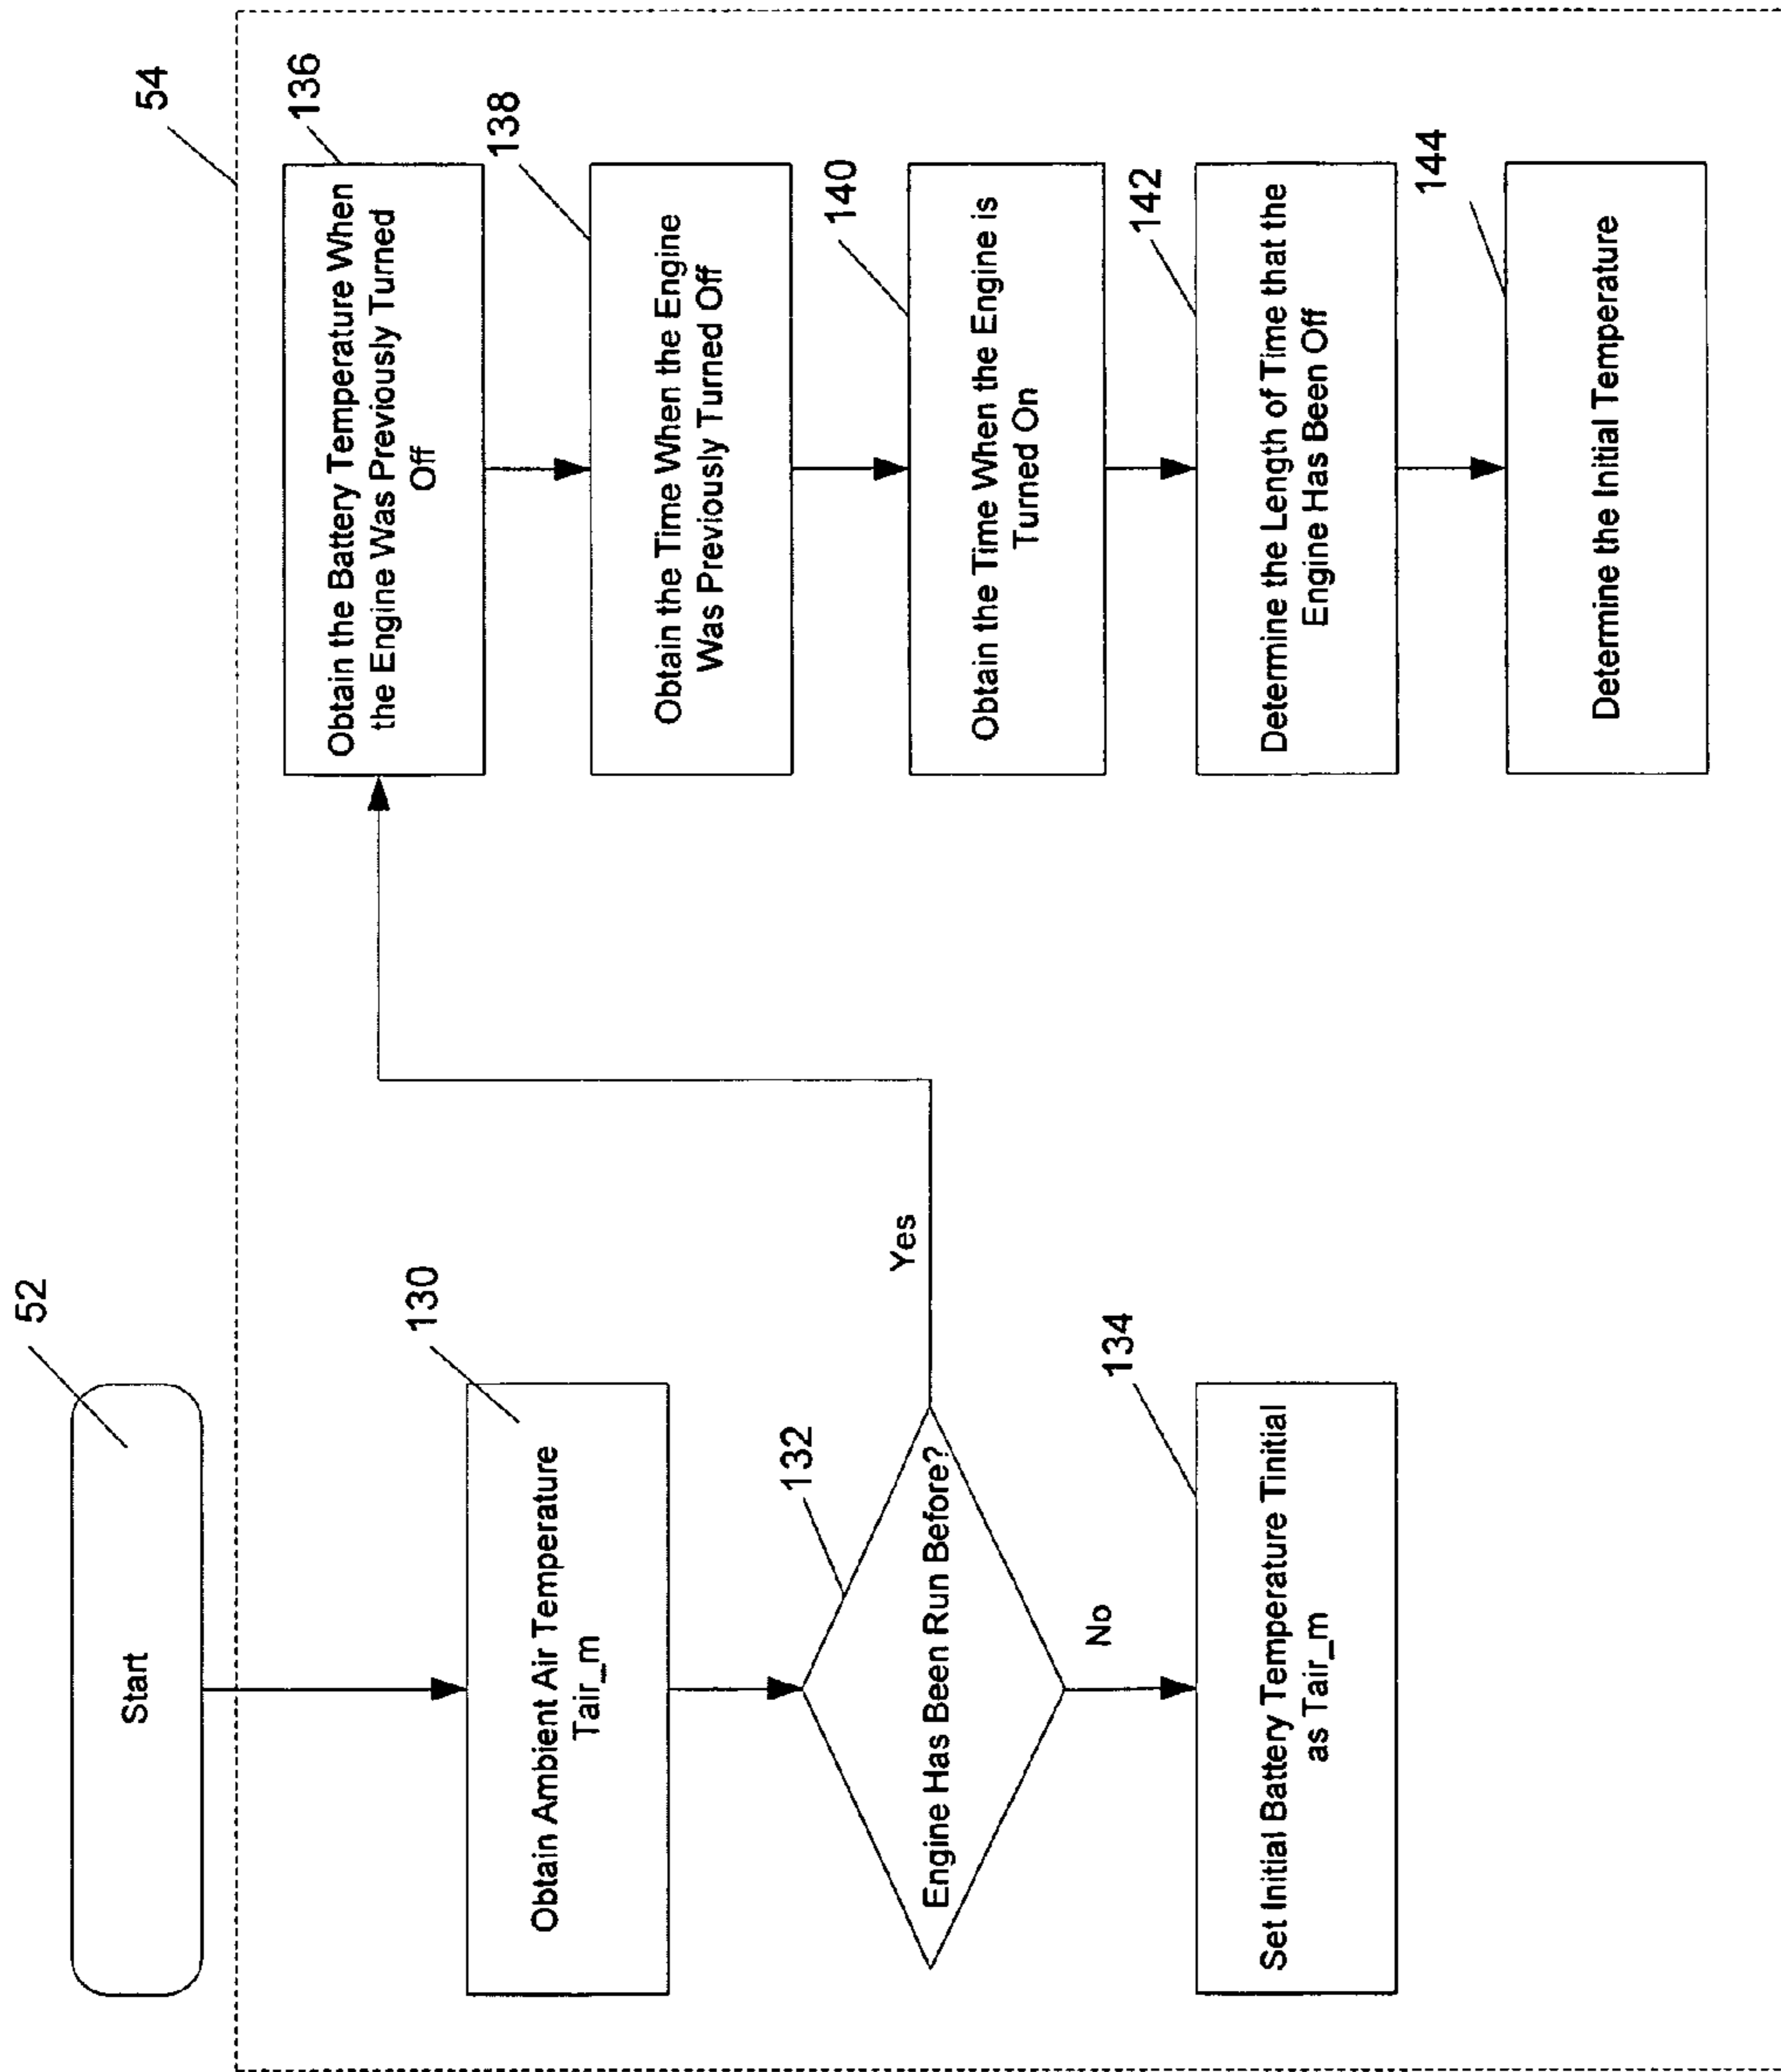 52
Start
54
130
Obtain Ambient Air Temperature
Tair_m
132
Engine Has Been Run Before?
Yes
No
134
Set Initial Battery Temperature Tinitial
as Tair_m
136
Obtain the Battery Temperature When
the Engine Was Previously Turned
Off
138
Obtain the Time When the Engine
Was Previously Turned Off
140
Obtain the Time When the Engine is
Turned On
142
Determine the Length of Time that the
Engine Has Been Off
144
Determine the Initial Temperature